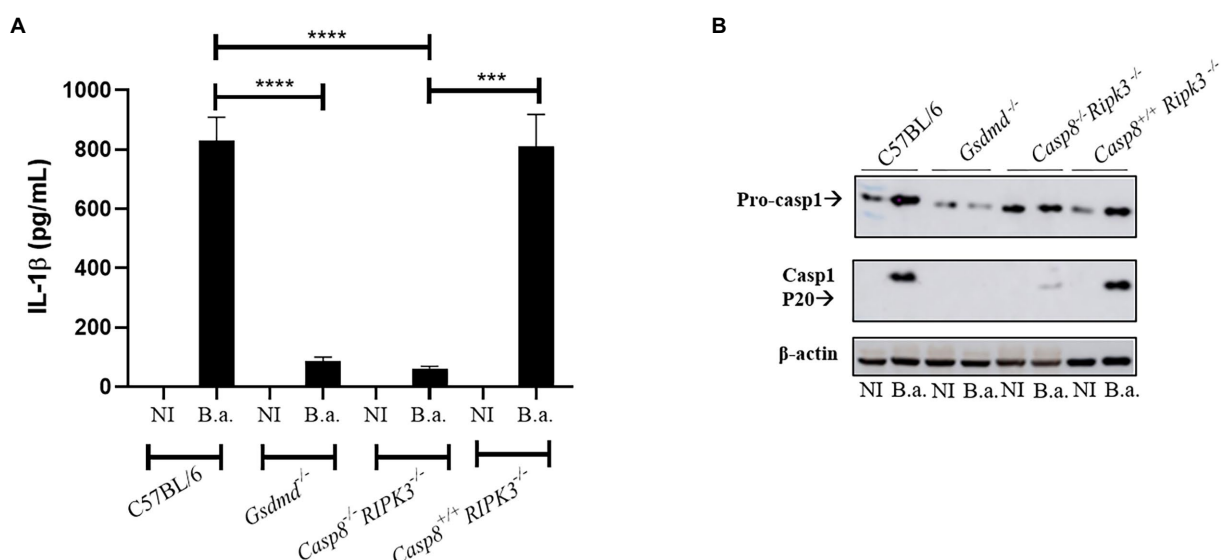 A
****
****
***
1000
800
600
400
200
0
IL-1β (pg/mL)
NI B.a. NI B.a. NI B.a. NI B.a.
C57BL/6
Gsdmd-/-
Casp8-/- RIPK3-/-
Casp8+/+ RIPK3-/-
B
C57BL/6
Gsdmd-/-
Casp8-/-Ripk3-/-
Casp8+/+ Ripk3-/-
Pro-casp1→
Casp1
P20→
β-actin
NI B.a. NI B.a. NI B.a. NI B.a